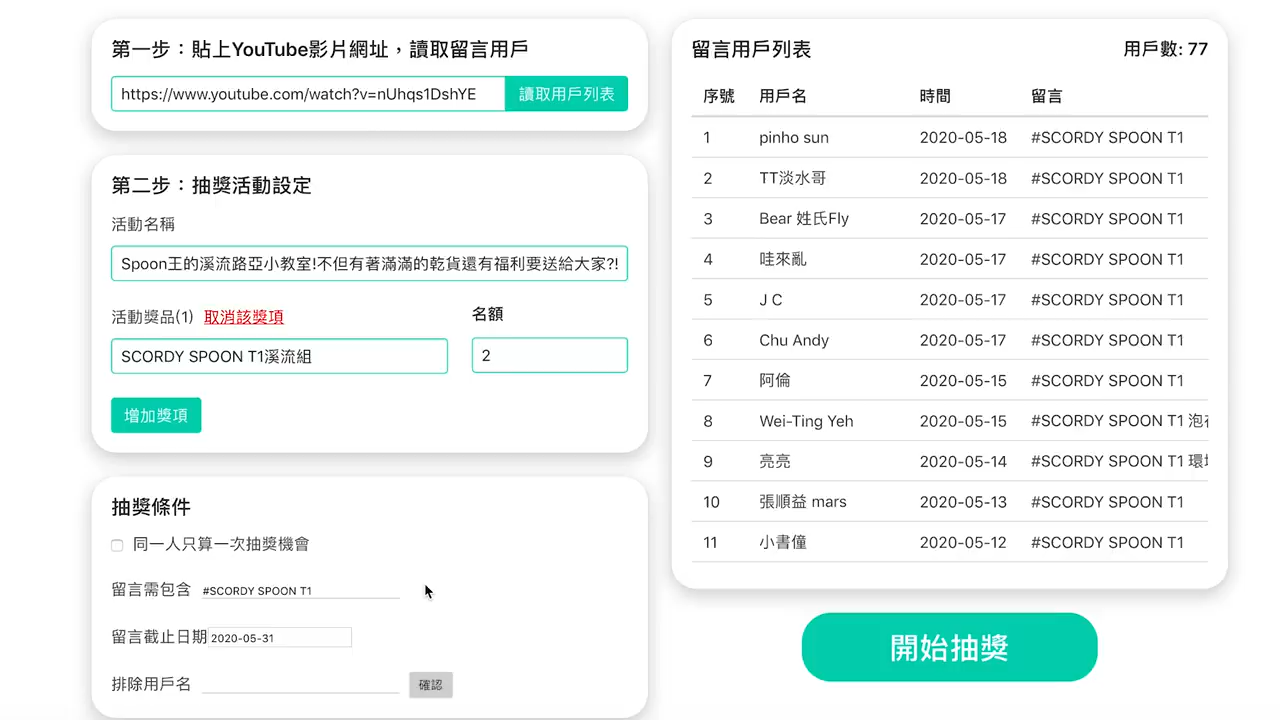 第一步：貼上YouTube影片網址，讀取留言用戶
https://www.youtube.com/watch?v=nUhqs1DshYE 讀取用戶列表
第二步：抽獎活動設定
活動名稱
Spoon王的溪流路亞小教室!不但有著滿滿的乾貨還有福利要送給大家?!
活動獎品(1) 取消該獎項 名額
SCORDY SPOON T1溪流組 2
增加獎項
抽獎條件
同一人只算一次抽獎機會
留言需包含 #SCORDY SPOON T1
留言截止日期 2020-05-31
排除用戶名 確認
留言用戶列表 用戶數: 77
序號 用戶名 時間 留言
1 pinho sun 2020-05-18 #SCORDY SPOON T1
2 TT淡水哥 2020-05-18 #SCORDY SPOON T1
3 Bear 姓氏Fly 2020-05-17 #SCORDY SPOON T1
4 哇來亂 2020-05-17 #SCORDY SPOON T1
5 J C 2020-05-17 #SCORDY SPOON T1
6 Chu Andy 2020-05-17 #SCORDY SPOON T1
7 阿倫 2020-05-15 #SCORDY SPOON T1
8 Wei-Ting Yeh 2020-05-15 #SCORDY SPOON T1 泡
9 亮亮 2020-05-14 #SCORDY SPOON T1 環
10 張順益 mars 2020-05-13 #SCORDY SPOON T1
11 小書僮 2020-05-12 #SCORDY SPOON T1
開始抽獎